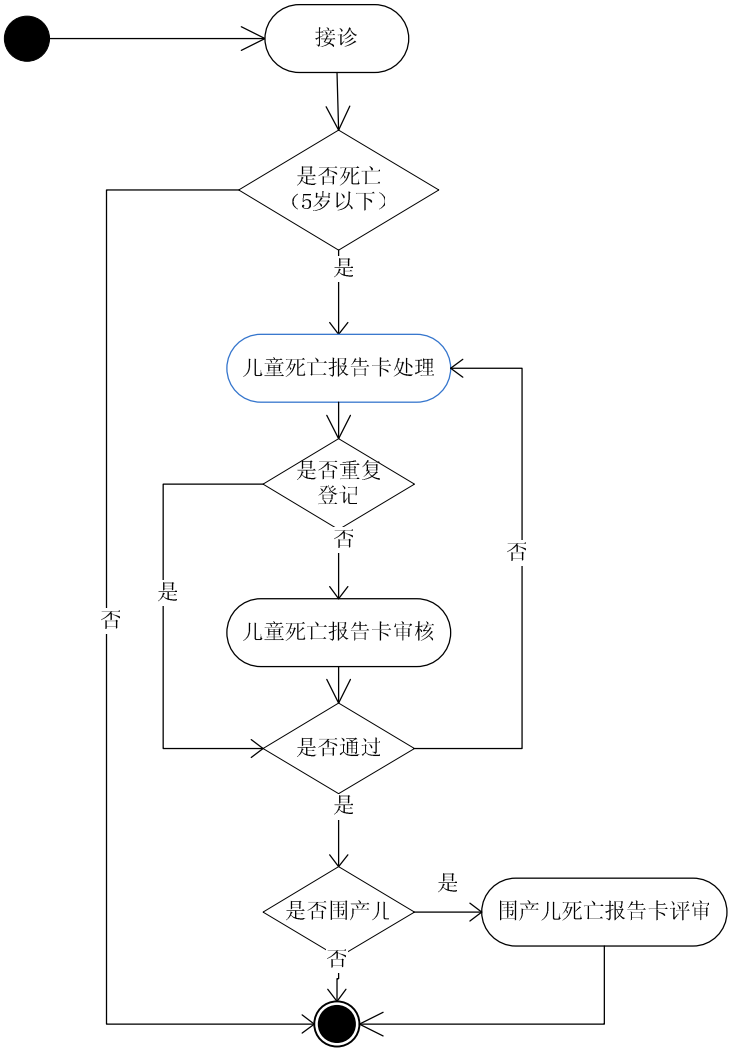 接诊
是否死亡
（5岁以下）
是
儿童死亡报告卡处理
是否重复
登记
否
否
是
否
儿童死亡报告卡审核
是否通过
是
是
是否围产儿
围产儿死亡报告卡评审
否